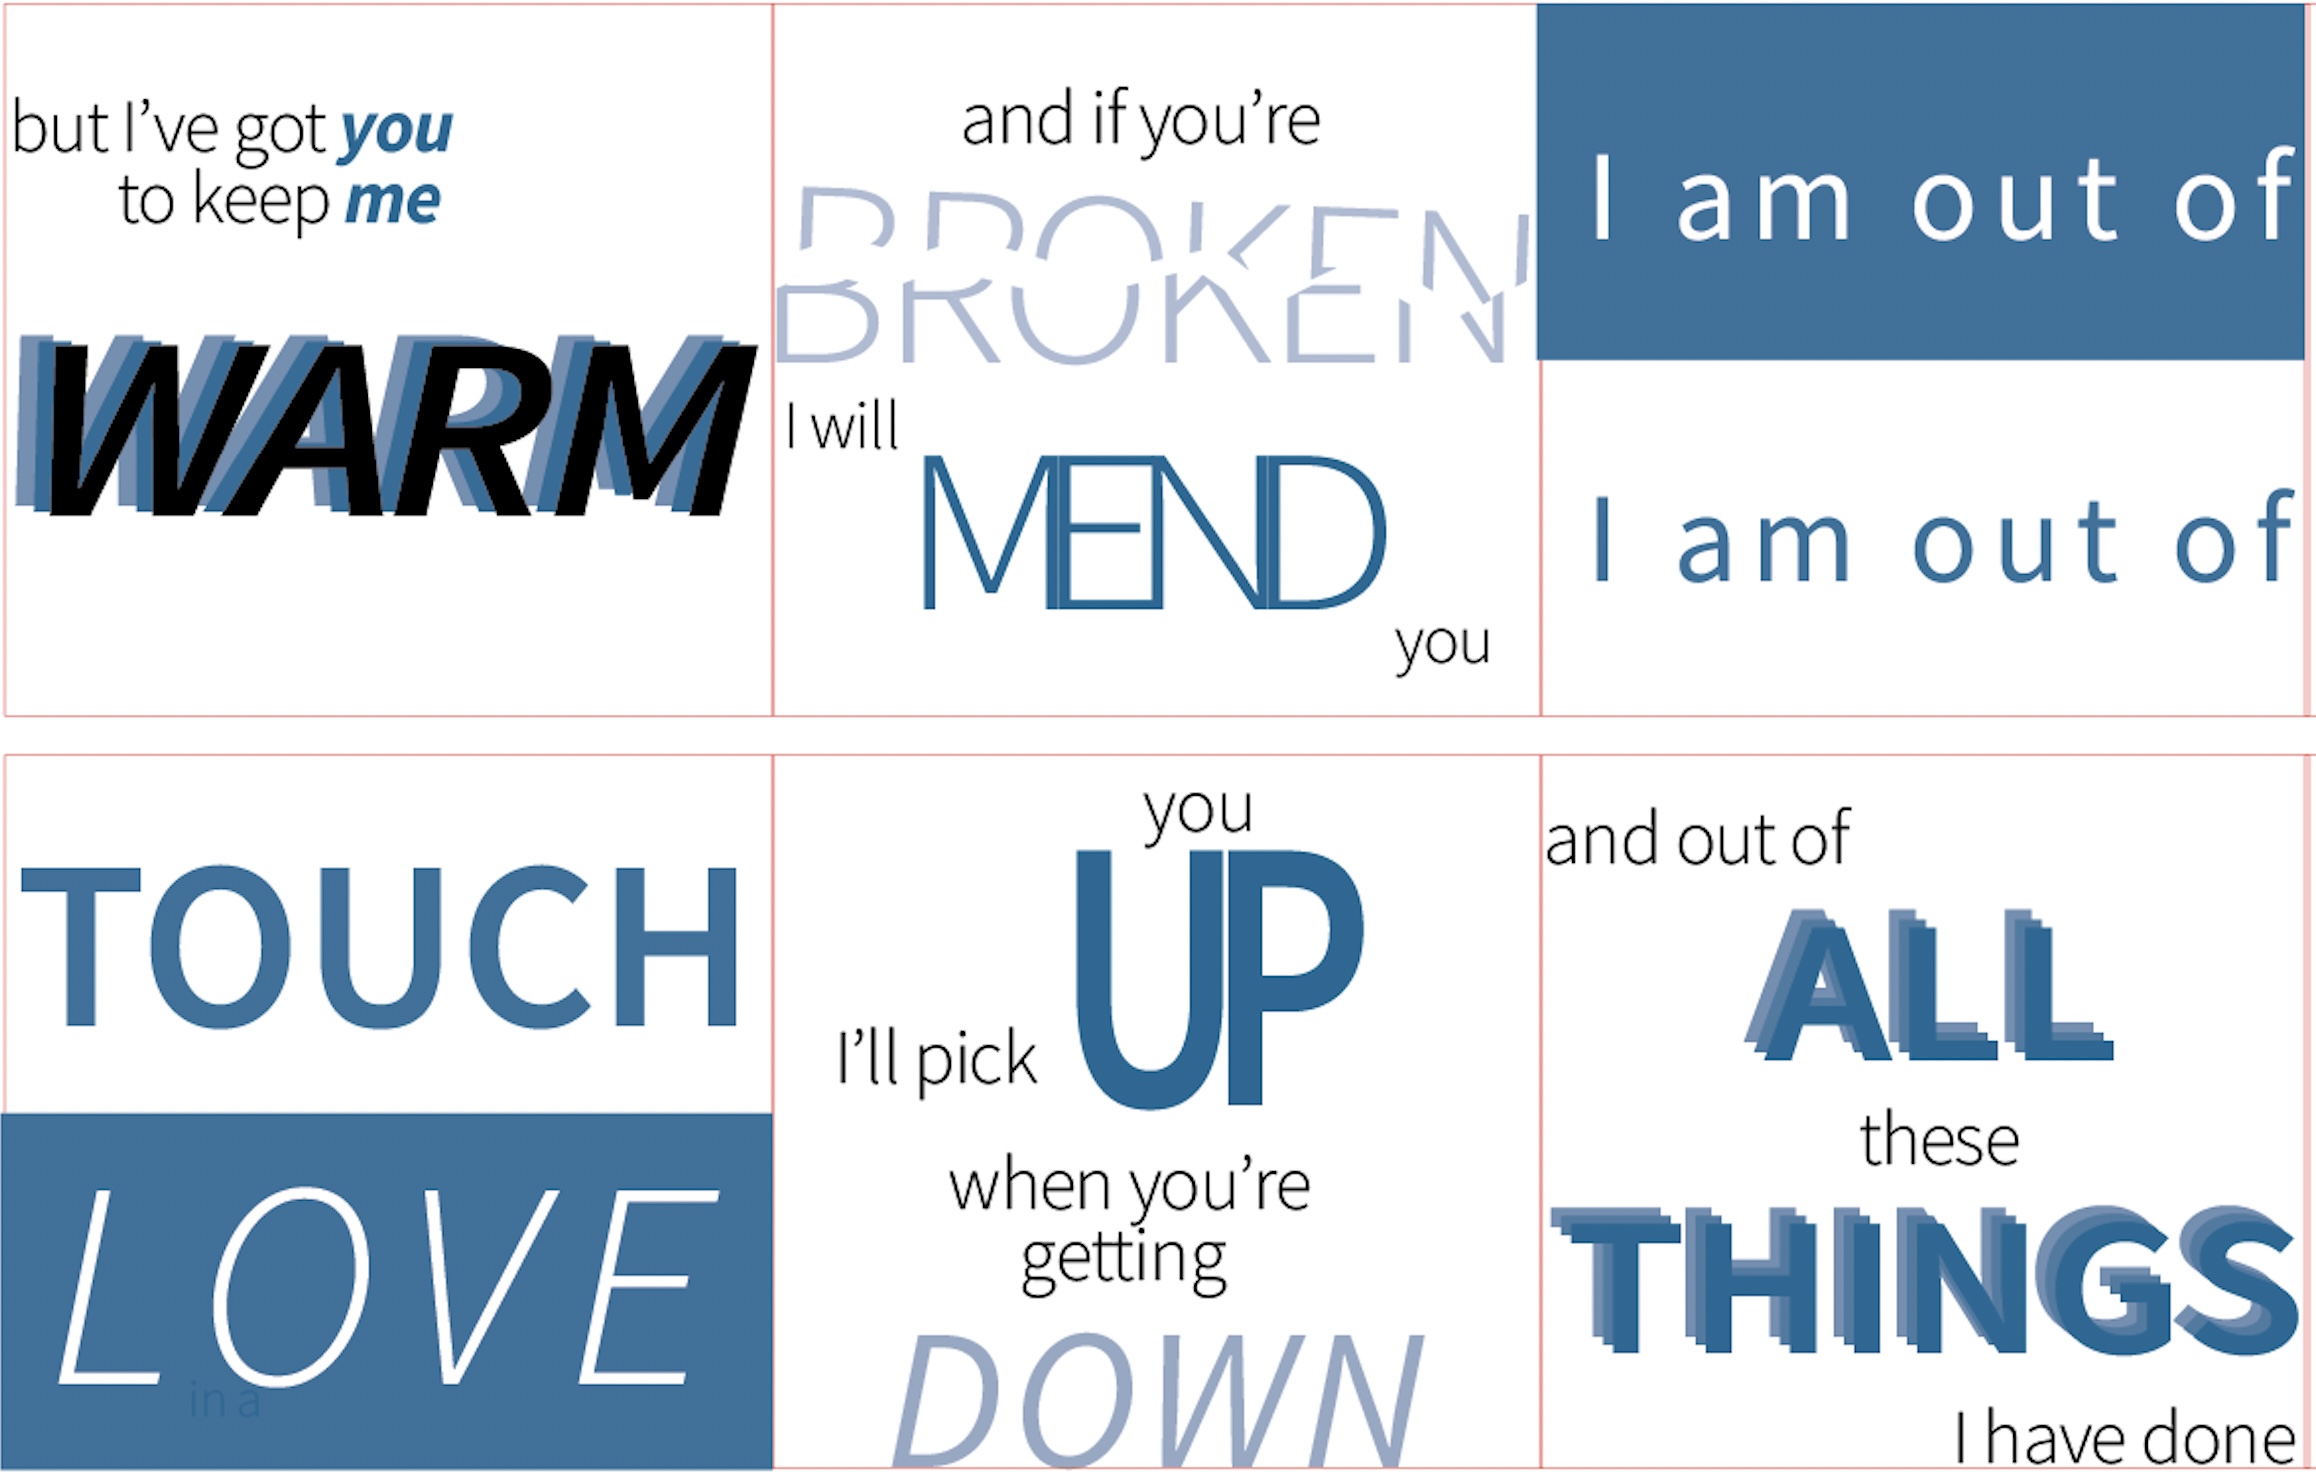 but I’ve got you
to keep me
WARM
and if you’re
BROKEN
I will
MEND
you
I am out of
I am out of
TOUCH
LOVE
in a
you
I’ll pick UP
when you’re
getting
DOWN
and out of
ALL
these
THINGS
I have done